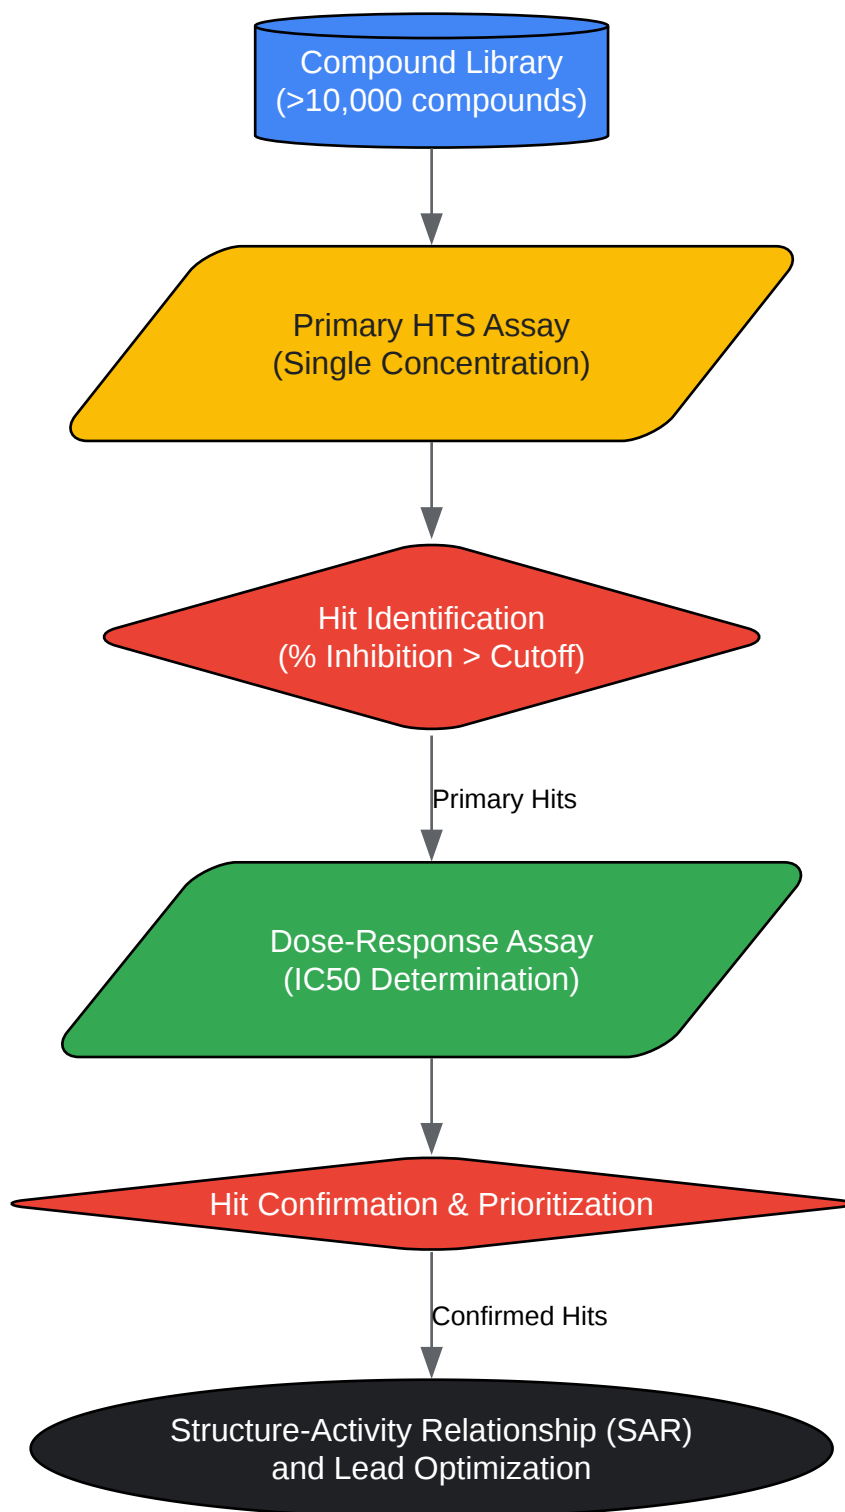 Compound Library
(>10,000 compounds)
Primary HTS Assay
(Single Concentration)
Hit Identification
(% Inhibition > Cutoff)
Primary Hits
Dose-Response Assay
(IC50 Determination)
Hit Confirmation & Prioritization
Confirmed Hits
Structure-Activity Relationship (SAR)
and Lead Optimization